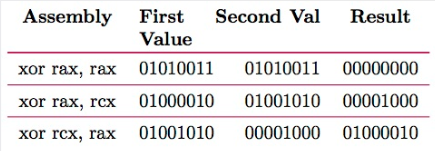 Assembly First Second Val Result
Value
xor rax, rax 01010011 01010011 00000000
xor rax, rcx 01000010 01001010 00001000
xor rcx, rax 01001010 00001000 01000010